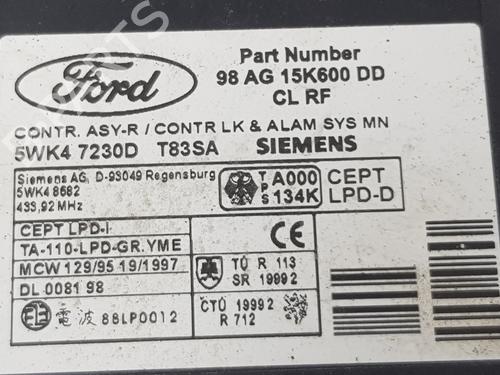 Ford
Part Number
98 AG 15K600 DD
CL RF
CONTR. ASY-R / CONTR LK & ALAM SYS MN
5WK4 7230D T83SA SIEMENS
Siemens AG, D-93049 Regensburg
5WK4 8682
433,92 MHz
T P S
A000
134K
CEPT
LPD-D
CEPT LPD-I
TA-110-LPD-GR.YME
MCW 129/95 19/1997
DL 0081 98
CE
TÚ R 113
SR 1999 2
電波 88LP0012
ČTÚ 1999 2
R 712